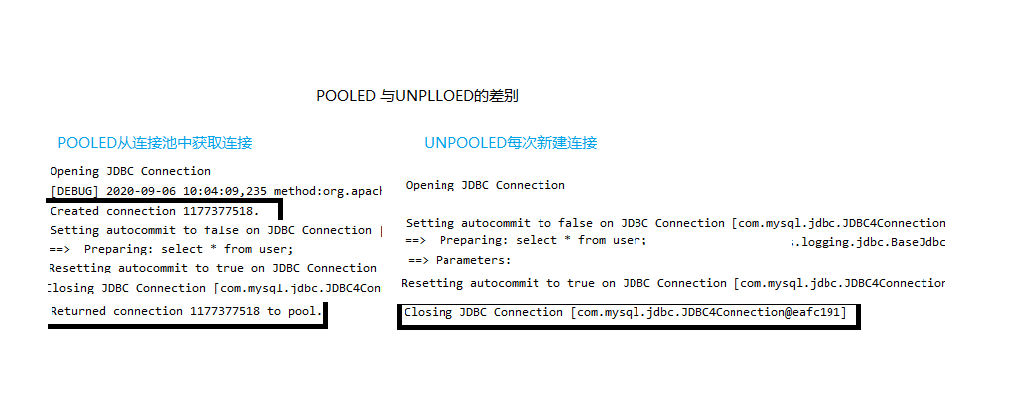 POOLED 与UNPLLOED的差别
POOLED从连接池中获取连接
Opening JDBC Connection
[DEBUG] 2020-09-06 10:04:09,235 method:org.apach
Created connection 1177377518.
Setting autocommit to false on JDBC Connection [
==>  Preparing: select * from user;
Resetting autocommit to true on JDBC Connection
Closing JDBC Connection [com.mysql.jdbc.JDBC4Con
Returned connection 1177377518 to pool.
UNPOOLED每次新建连接
Opening JDBC Connection
Setting autocommit to false on JDBC Connection [com.mysql.jdbc.JDBC4Connection
==>  Preparing: select * from user;
s.logging.jdbc.BaseJdbc
==> Parameters:
Resetting autocommit to true on JDBC Connection [com.mysql.jdbc.JDBC4Connection
Closing JDBC Connection [com.mysql.jdbc.JDBC4Connection@eafc191]